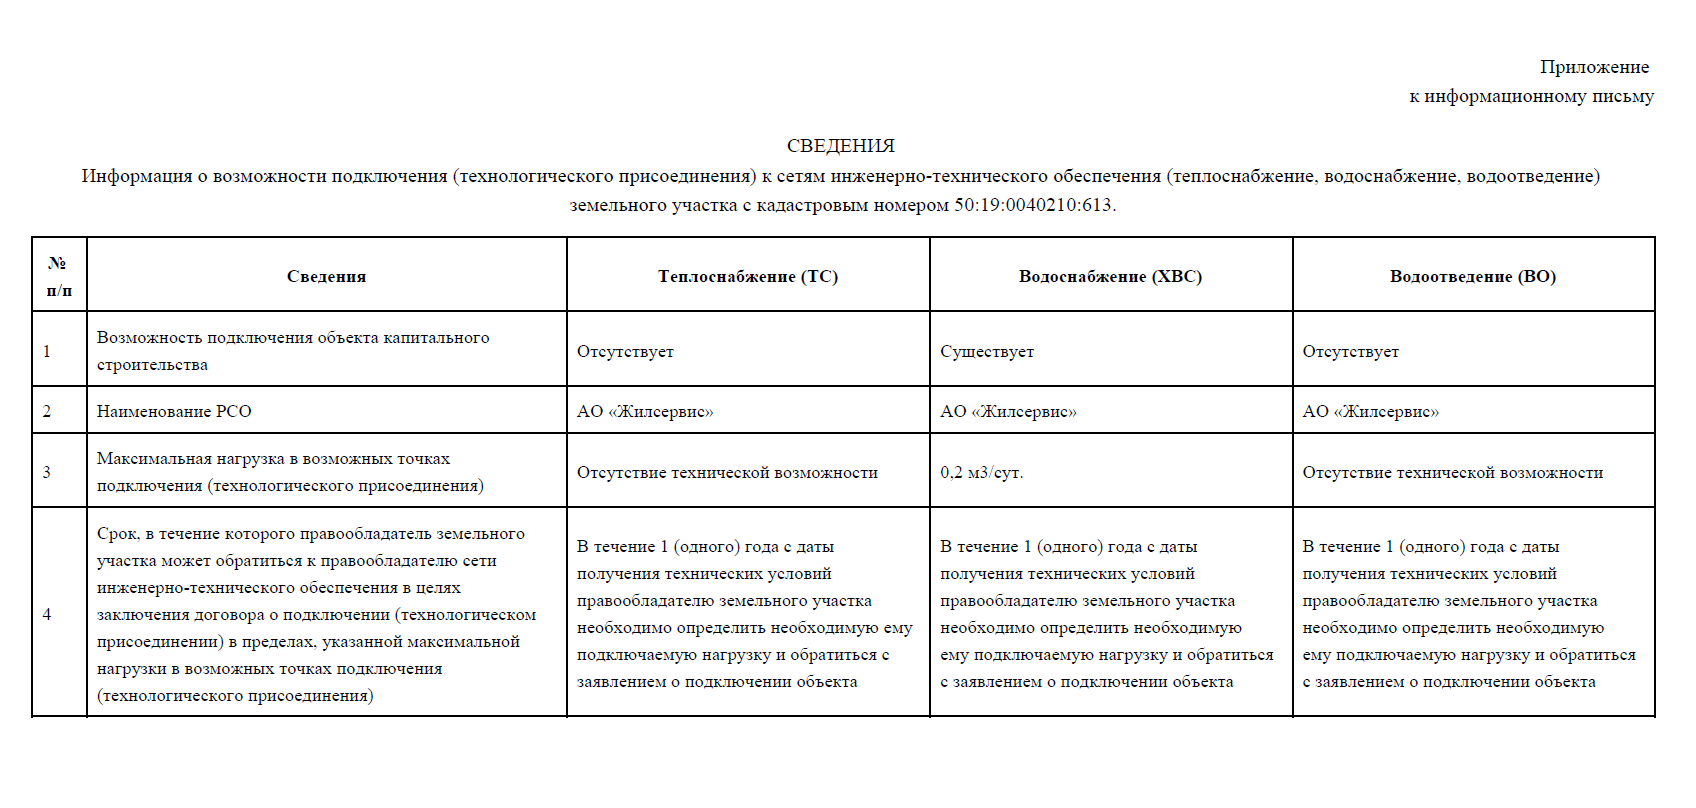 Приложение
к информационному письму
СВЕДЕНИЯ
Информация о возможности подключения (технологического присоединения) к сетям инженерно-технического обеспечения (теплоснабжение, водоснабжение, водоотведение)
земельного участка с кадастровым номером 50:19:0040210:613.
№
п/п
Сведения
Теплоснабжение (ТС)
Водоснабжение (ХВС)
Водоотведение (ВО)
1
Возможность подключения объекта капитального
строительства
Отсутствует
Существует
Отсутствует
2
Наименование РСО
АО «Жилсервис»
АО «Жилсервис»
АО «Жилсервис»
3
Максимальная нагрузка в возможных точках
подключения (технологического присоединения)
Отсутствие технической возможности
0,2 м3/сут.
Отсутствие технической возможности
4
Срок, в течение которого правообладатель земельного
участка может обратиться к правообладателю сети
инженерно-технического обеспечения в целях
заключения договора о подключении (технологическом
присоединении) в пределах, указанной максимальной
нагрузки в возможных точках подключения
(технологического присоединения)
В течение 1 (одного) года с даты
получения технических условий
правообладателю земельного участка
необходимо определить необходимую ему
подключаемую нагрузку и обратиться с
заявлением о подключении объекта
В течение 1 (одного) года с даты
получения технических условий
правообладателю земельного участка
необходимо определить необходимую
ему подключаемую нагрузку и обратиться
с заявлением о подключении объекта
В течение 1 (одного) года с даты
получения технических условий
правообладателю земельного участка
необходимо определить необходимую
ему подключаемую нагрузку и обратиться
с заявлением о подключении объекта